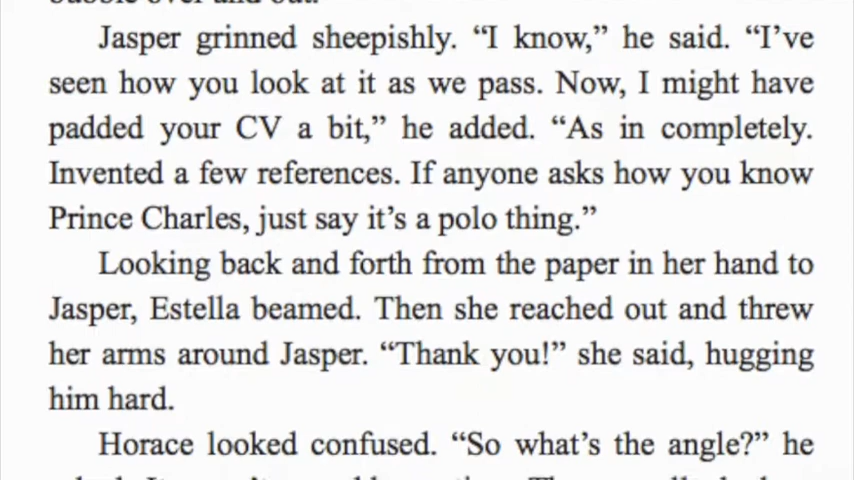 bubble over and out.
Jasper grinned sheepishly. “I know,” he said. “I’ve
seen how you look at it as we pass. Now, I might have
padded your CV a bit,” he added. “As in completely.
Invented a few references. If anyone asks how you know
Prince Charles, just say it’s a polo thing.”
Looking back and forth from the paper in her hand to
Jasper, Estella beamed. Then she reached out and threw
her arms around Jasper. “Thank you!” she said, hugging
him hard.
Horace looked confused. “So what’s the angle?” he